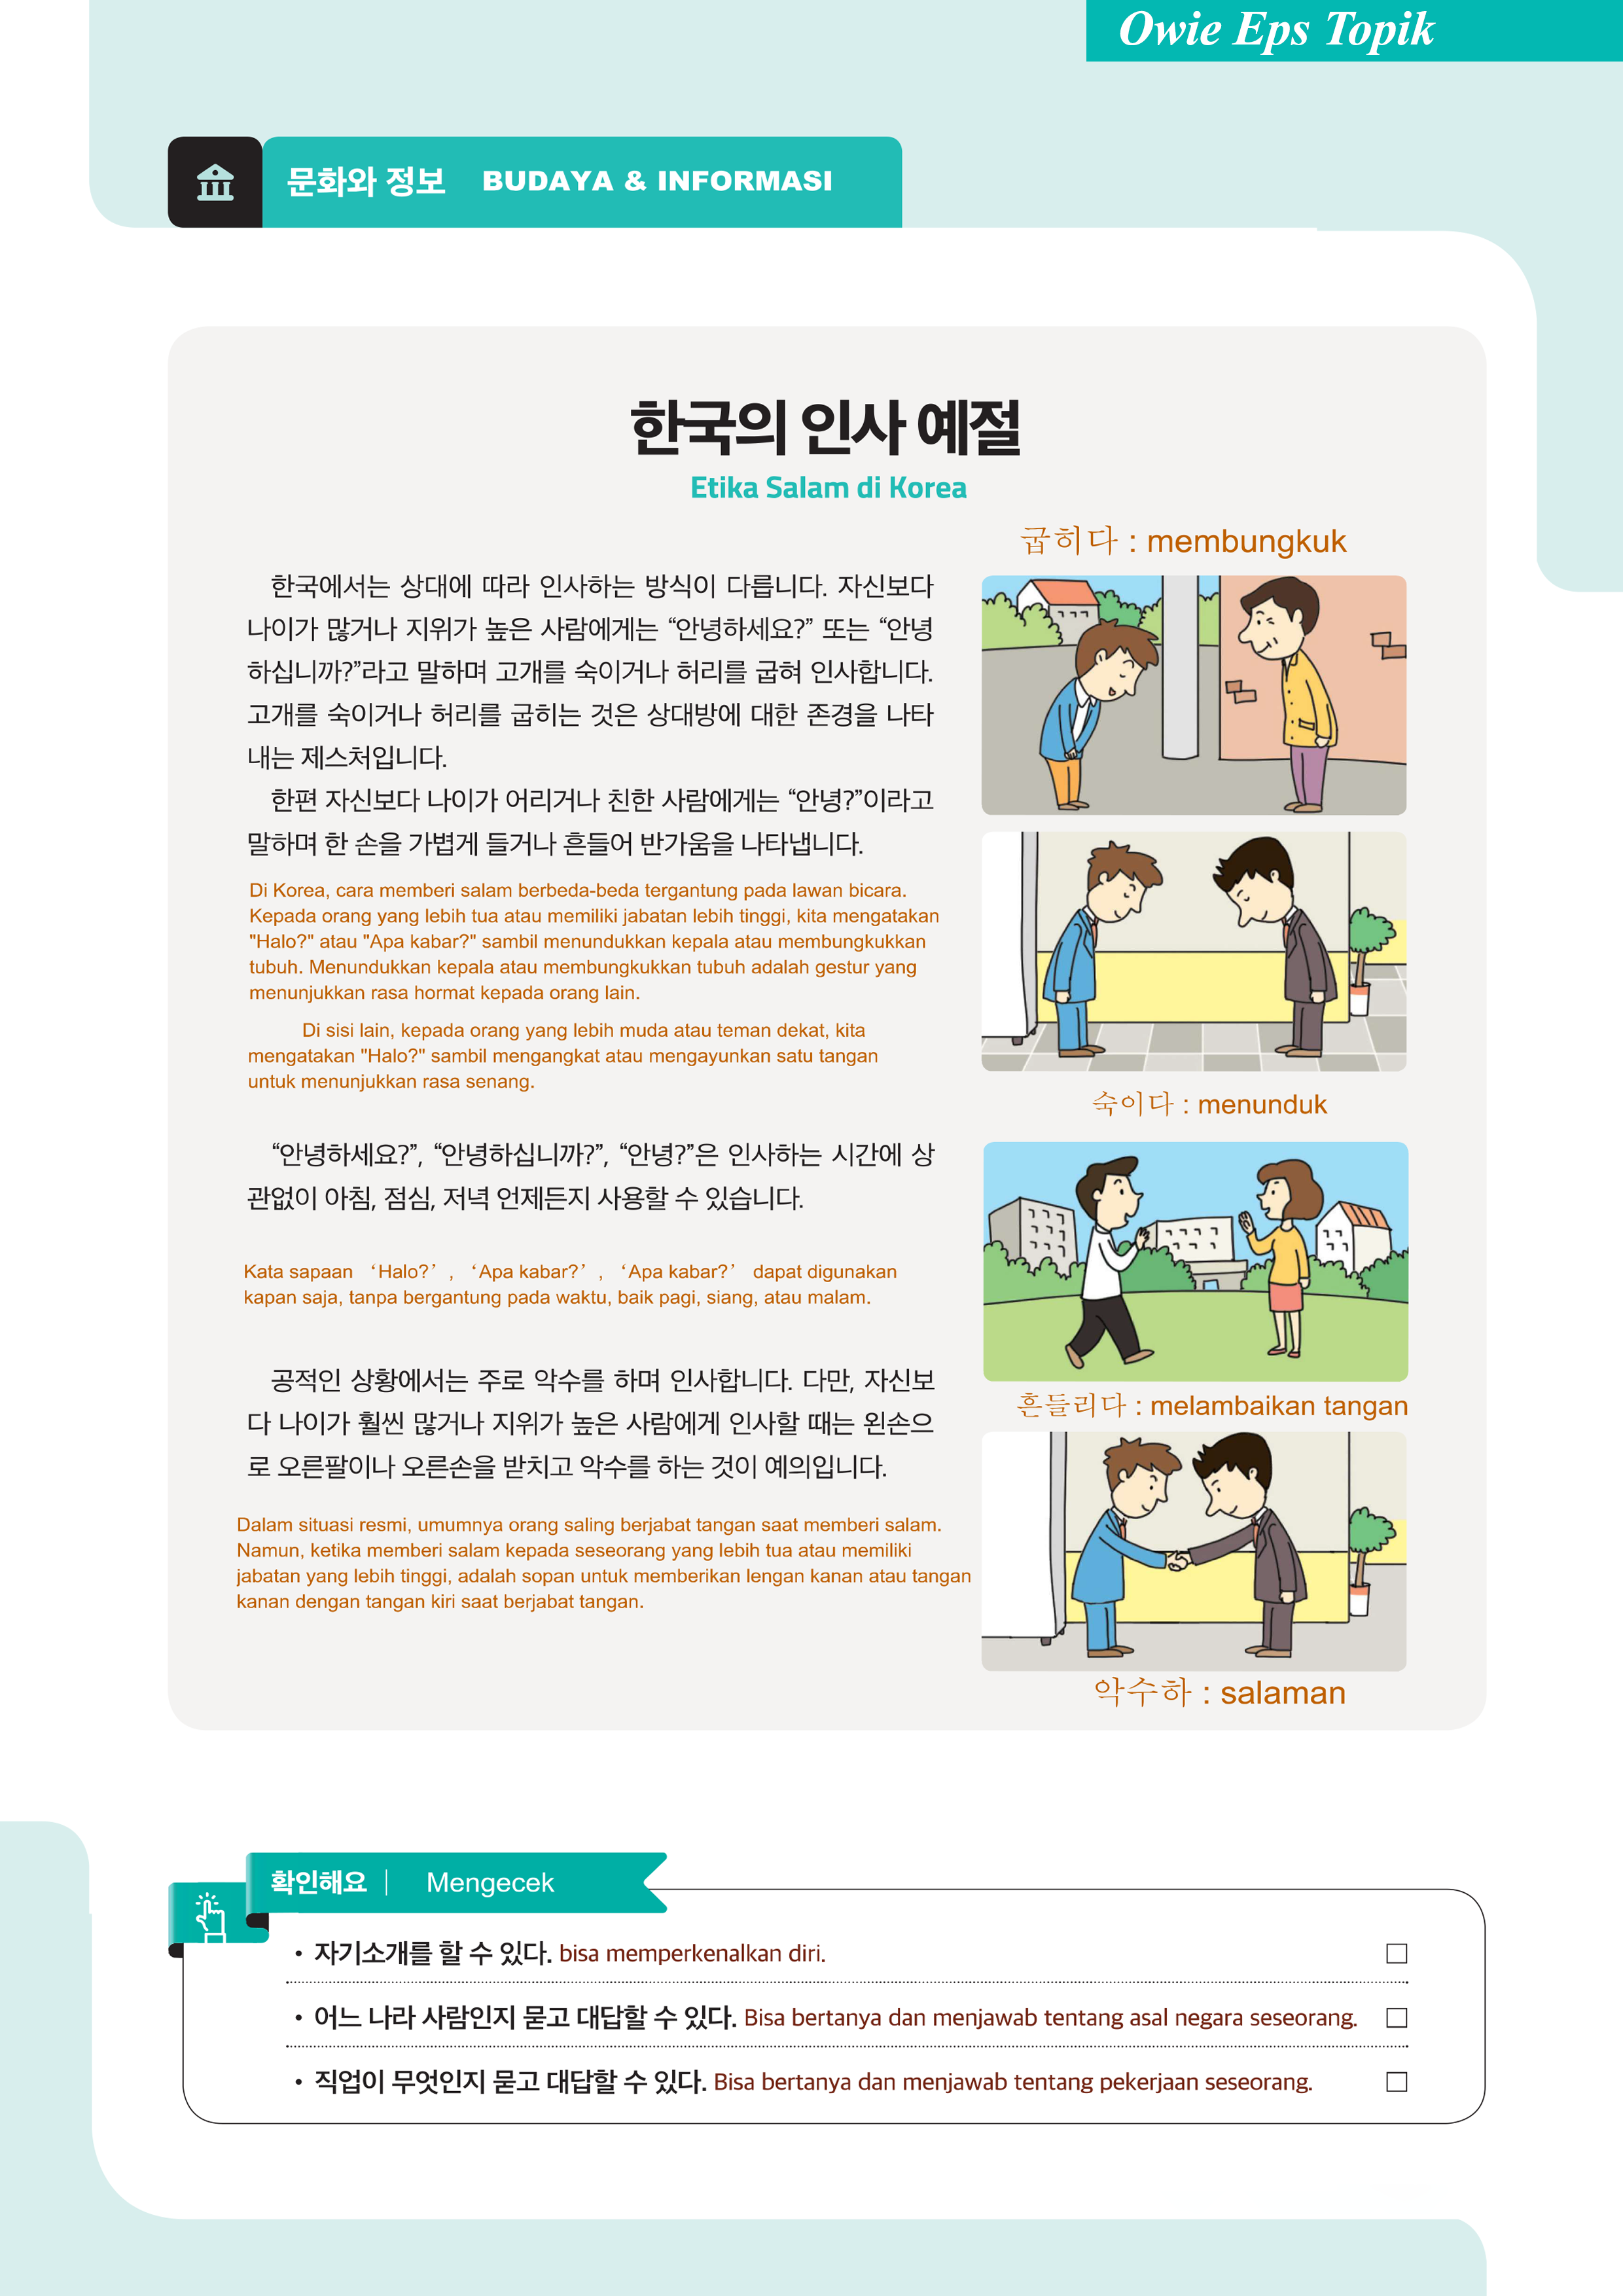 Owie Eps Topik
문화와 정보 BUDAYA & INFORMASI
한국의 인사 예절
Etika Salam di Korea
굽히다 : membungkuk
한국에서는 상대에 따라 인사하는 방식이 다릅니다. 자신보다
나이가 많거나 지위가 높은 사람에게는 “안녕하세요?” 또는 “안녕
하십니까?”라고 말하며 고개를 숙이거나 허리를 굽혀 인사합니다.
고개를 숙이거나 허리를 굽히는 것은 상대방에 대한 존경을 나타
내는 제스처입니다.
한편 자신보다 나이가 어리거나 친한 사람에게는 “안녕?”이라고
말하며 한 손을 가볍게 들거나 흔들어 반가움을 나타냅니다.
Di Korea, cara memberi salam berbeda-beda tergantung pada lawan bicara.
Kepada orang yang lebih tua atau memiliki jabatan lebih tinggi, kita mengatakan
"Halo?" atau "Apa kabar?" sambil menundukkan kepala atau membungkukkan
tubuh. Menundukkan kepala atau membungkukkan tubuh adalah gestur yang
menunjukkan rasa hormat kepada orang lain.
Di sisi lain, kepada orang yang lebih muda atau teman dekat, kita
mengatakan "Halo?" sambil mengangkat atau mengayunkan satu tangan
untuk menunjukkan rasa senang.
숙이다 : menunduk
“안녕하세요?”, “안녕하십니까?”, “안녕?”은 인사하는 시간에 상
관없이 아침, 점심, 저녁 언제든지 사용할 수 있습니다.
Kata sapaan ‘Halo?’, ‘Apa kabar?’, ‘Apa kabar?’ dapat digunakan
kapan saja, tanpa bergantung pada waktu, baik pagi, siang, atau malam.
흔들리다 : melambaikan tangan
공적인 상황에서는 주로 악수를 하며 인사합니다. 다만, 자신보
다 나이가 훨씬 많거나 지위가 높은 사람에게 인사할 때는 왼손으
로 오른팔이나 오른손을 받치고 악수를 하는 것이 예의입니다.
Dalam situasi resmi, umumnya orang saling berjabat tangan saat memberi salam.
Namun, ketika memberi salam kepada seseorang yang lebih tua atau memiliki
jabatan yang lebih tinggi, adalah sopan untuk memberikan lengan kanan atau tangan
kanan dengan tangan kiri saat berjabat tangan.
악수하 : salaman
확인해요 | Mengecek
• 자기소개를 할 수 있다. bisa memperkenalkan diri.
• 어느 나라 사람인지 묻고 대답할 수 있다. Bisa bertanya dan menjawab tentang asal negara seseorang.
• 직업이 무엇인지 묻고 대답할 수 있다. Bisa bertanya dan menjawab tentang pekerjaan seseorang.